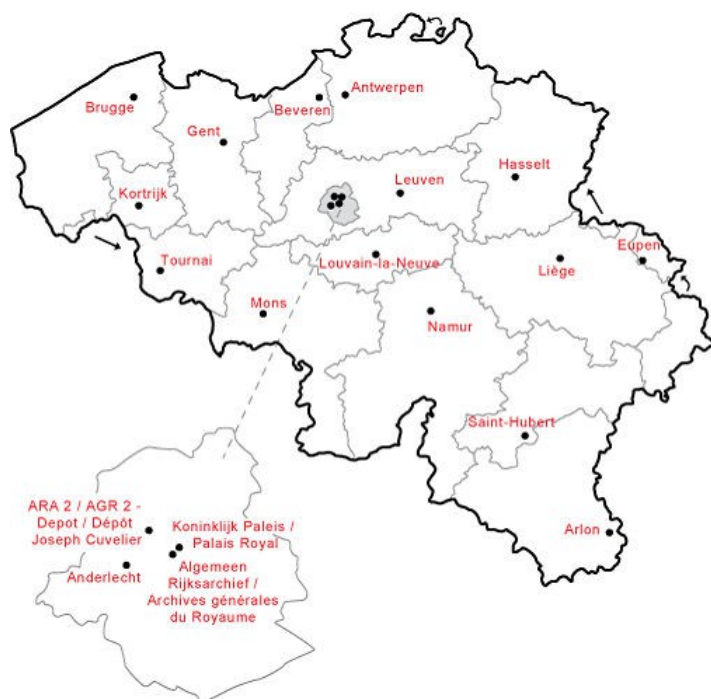 Antwerpen
Brugge
Beveren
Gent
Hasselt
Leuven
Kortrijk
Eupen
Tournai
Louvain-la-Neuve
Liège
Mons
Namur
Saint-Hubert
ARA 2 / AGR 2 -
Depot / Dépôt
Joseph Cuvelier
Koninklijk Paleis /
Palais Royal
Arlon
Anderlecht
Algemeen
Rijksarchief /
Archives générales
du Royaume